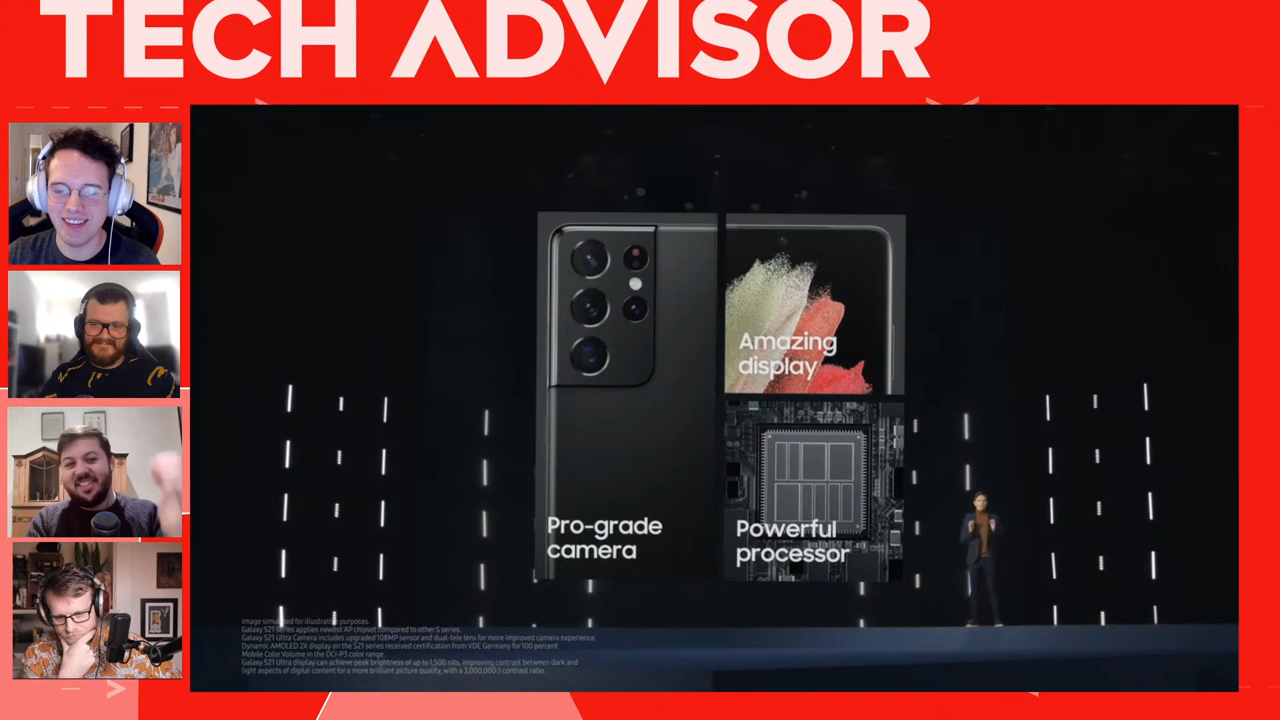 TECH ADVISOR
Amazing
display
Pro-grade
camera
Powerful
processor
Image simulated for illustrative purposes.
Galaxy S21 series applies newest AP chipset compared to other S series.
Galaxy S21 Ultra Camera includes upgraded 108MP sensor and dual-tele lens for more improved camera experience.
Dynamic AMOLED 2X display on the S21 series received certification from VDE Germany for 100 percent
Mobile Color Volume in the DCI-P3 color range.
Galaxy S21 Ultra display can achieve peak brightness of up to 1,500 nits, improving contrast between dark and
light aspects of digital content for a more brilliant picture quality, with a 3,000,000:1 contrast ratio.